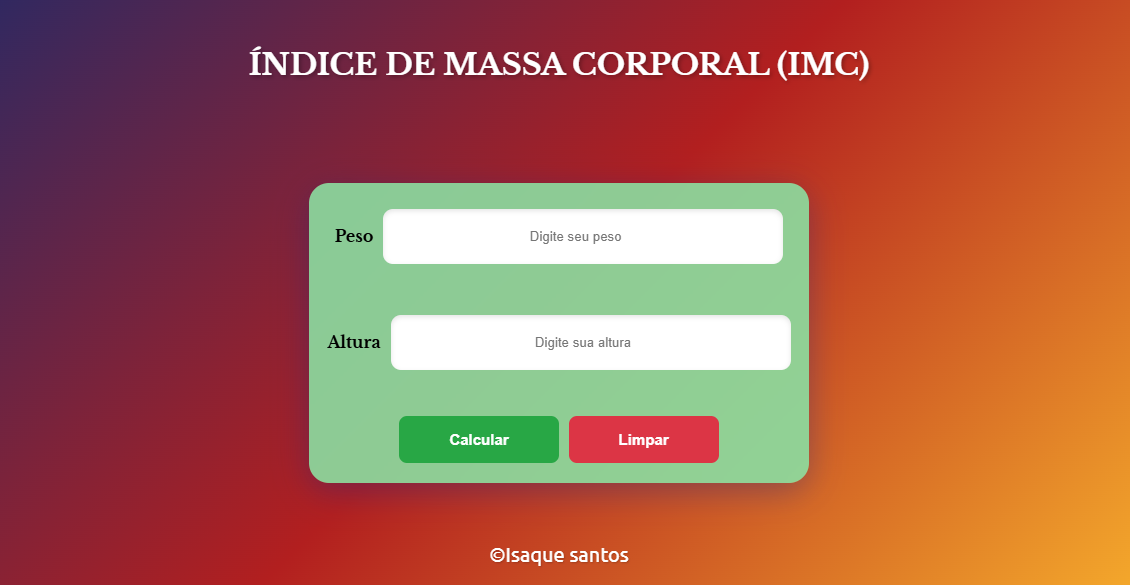 ÍNDICE DE MASSA CORPORAL (IMC)
Peso Digite seu peso
Altura Digite sua altura
Calcular Limpar
©Isaque santos